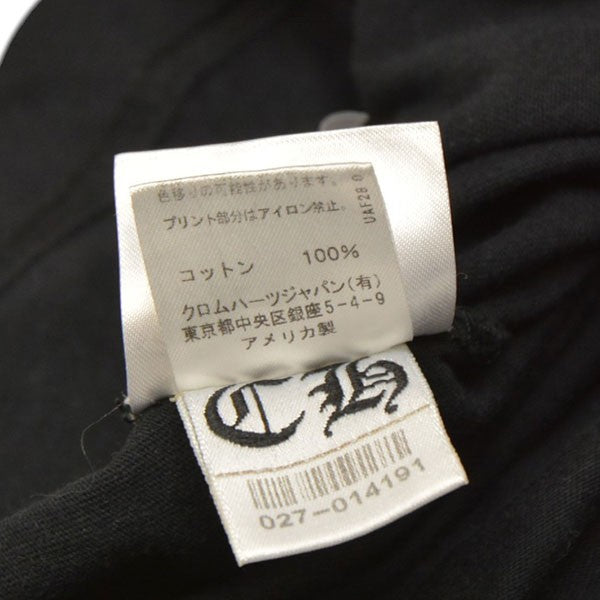 色移りの可能性があります。
プリント部分はアイロン禁止。
コットン 100%
クロムハーツジャパン(有)
東京都中央区銀座5-4-9
アメリカ製
UAF28
CH
027-014191